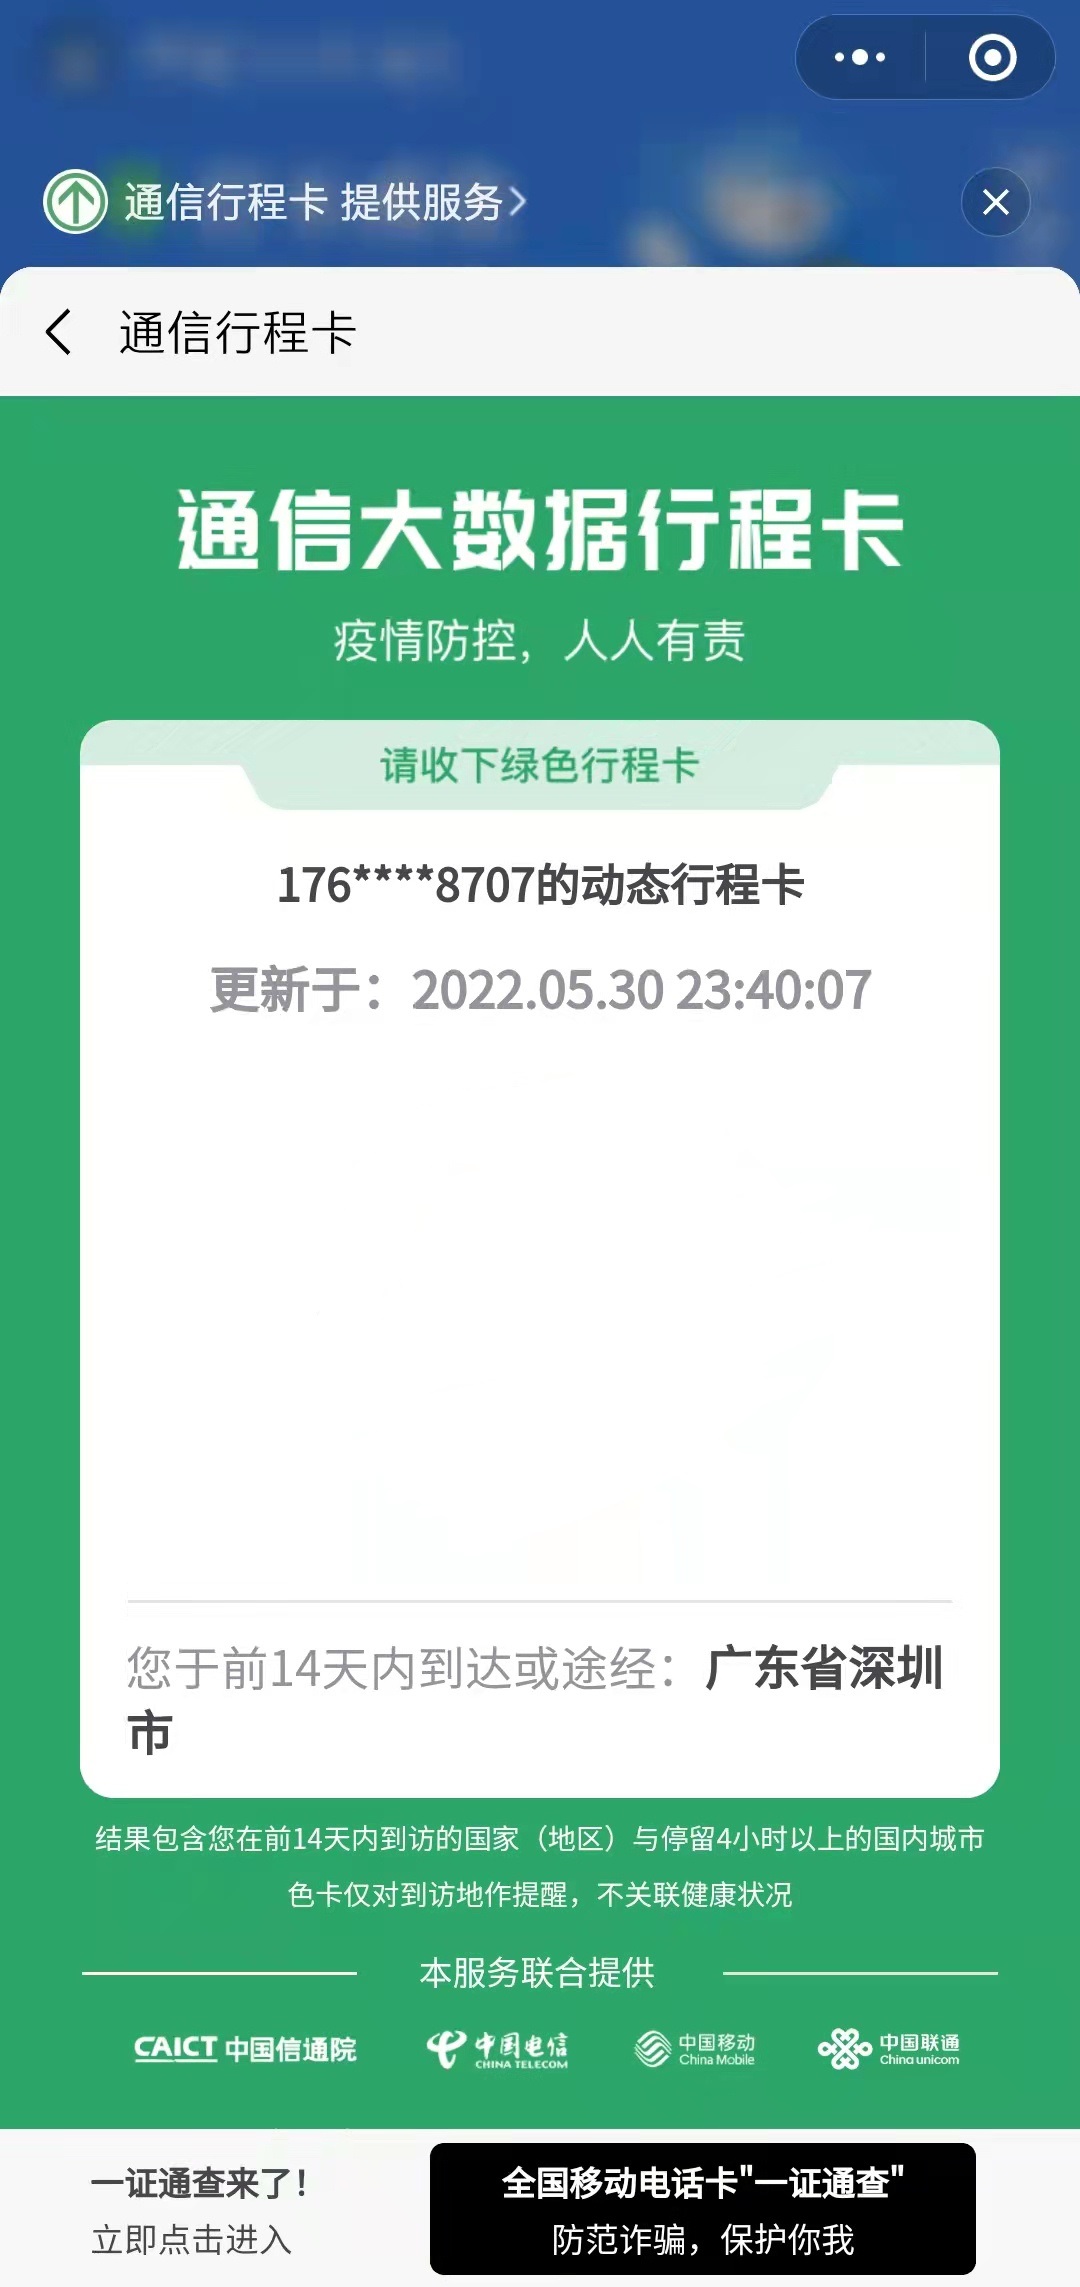 通信行程卡 提供服务
通信行程卡
通信大数据行程卡
疫情防控，人人有责
请收下绿色行程卡
176****8707的动态行程卡
更新于：2022.05.30 23:40:07
您于前14天内到达或途经：广东省深圳
市
结果包含您在前14天内到访的国家（地区）与停留4小时以上的国内城市
色卡仅对到访地作提醒，不关联健康状况
本服务联合提供
CAICT 中国信通院 中国电信 CHINA TELECOM 中国移动 China Mobile 中国联通 China unicom
一证通查来了！
立即点击进入
全国移动电话卡"一证通查"
防范诈骗，保护你我